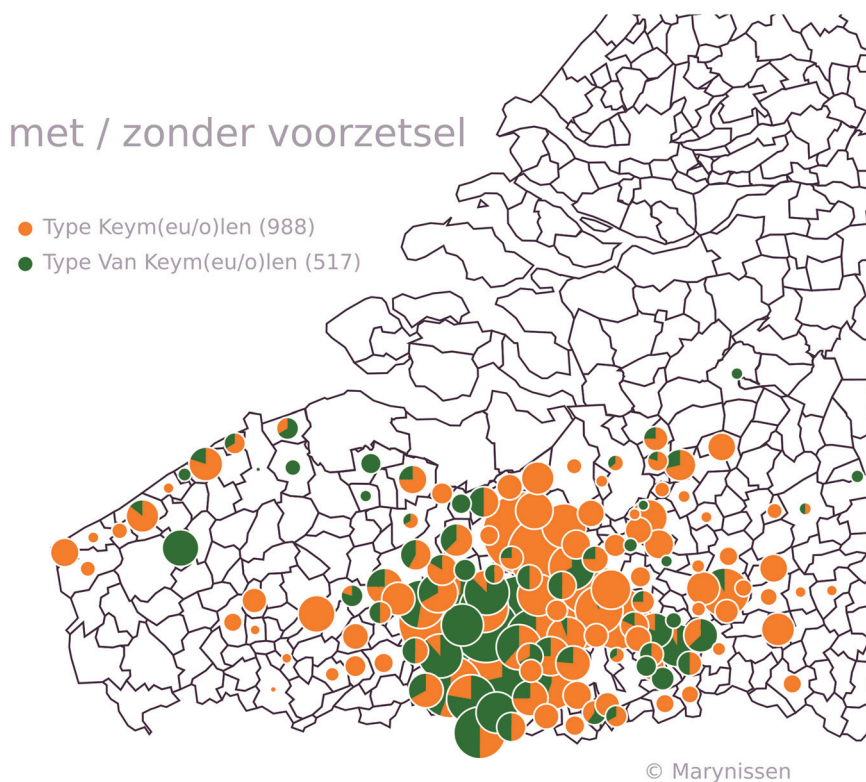 met / zonder voorzetsel
Type Keym(eu/o)len (988)
Type Van Keym(eu/o)len (517)
© Marynissen